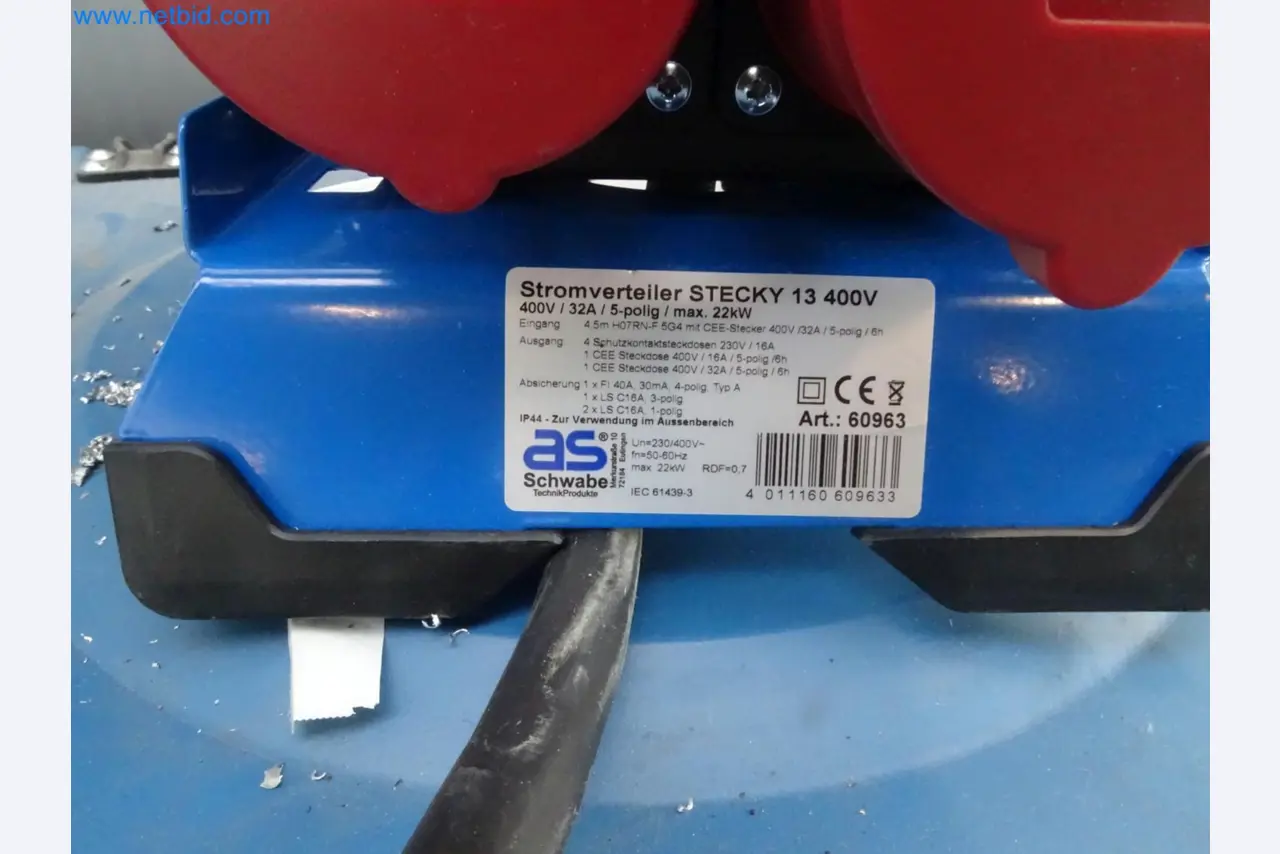 www.netbid.com
Stromverteiler STECKY 13 400V
400V / 32A / 5-polig / max. 22kW
Eingang 4.5m H07RN-F 5G4 mit CEE-Stecker 400V /32A / 5-polig / 6h
Ausgang: 4 Schutzkontaktsteckdosen 230V / 16A
1 CEE Steckdose 400V / 16A / 5-polig /6h
1 CEE Steckdose 400V / 32A / 5-polig / 6h
Absicherung 1 x FI 40A, 30mA, 4-polig, Typ A
1 x LS C16A, 3-polig
2 x LS C16A, 1-polig
IP44 - Zur Verwendung im Aussenbereich
CE
Art.: 60963
as®
Schwabe
TechnikProdukte
Merkurstraße 10
72184 Eutingen
Un=230/400V~
fn=50-60Hz
max. 22kW RDF=0,7
IEC 61439-3
4 011160 609633